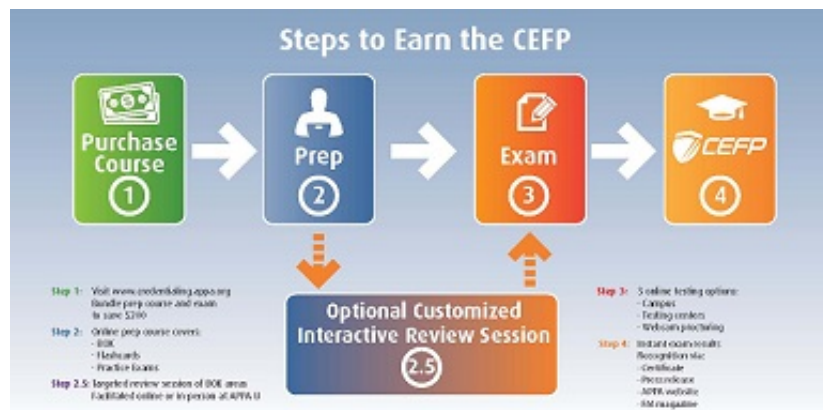 Steps to Earn the CEFP
Purchase
Course
1
Prep
2
Exam
3
CEFP
4
Optional Customized
Interactive Review Session
2.5
Step 1: Visit www.credentialing.appa.org
Bundle prep course and exam
to save $200
Step 2: Online prep course covers:
- BOK
- Flashcards
- Practice Exams
Step 2.5: Targeted review session of BOK areas
Facilitated online or in person at APPA U
Step 3: 3 online testing options:
- Campus
- Testing centers
- Webcam proctoring
Step 4: Instant exam results
Recognition via:
- Certificate
- Press release
- APPA website
- FM magazine